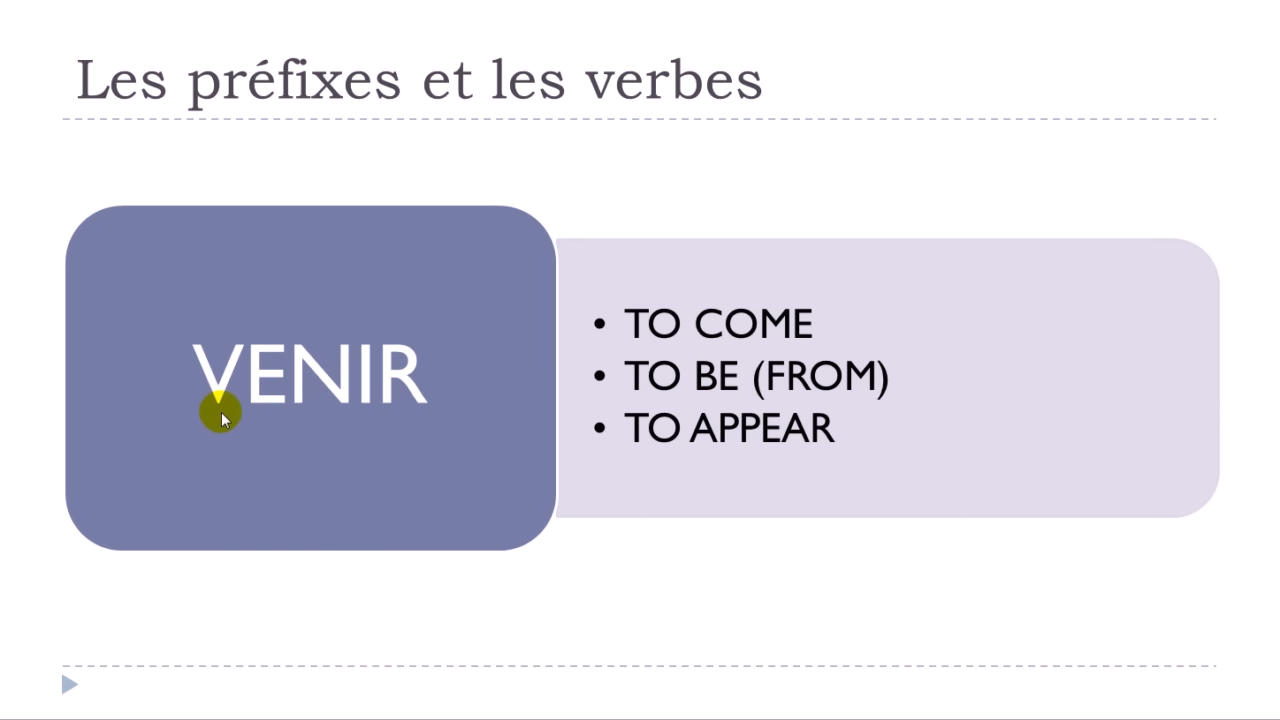 Les préfixes et les verbes
VENIR
• TO COME
• TO BE (FROM)
• TO APPEAR